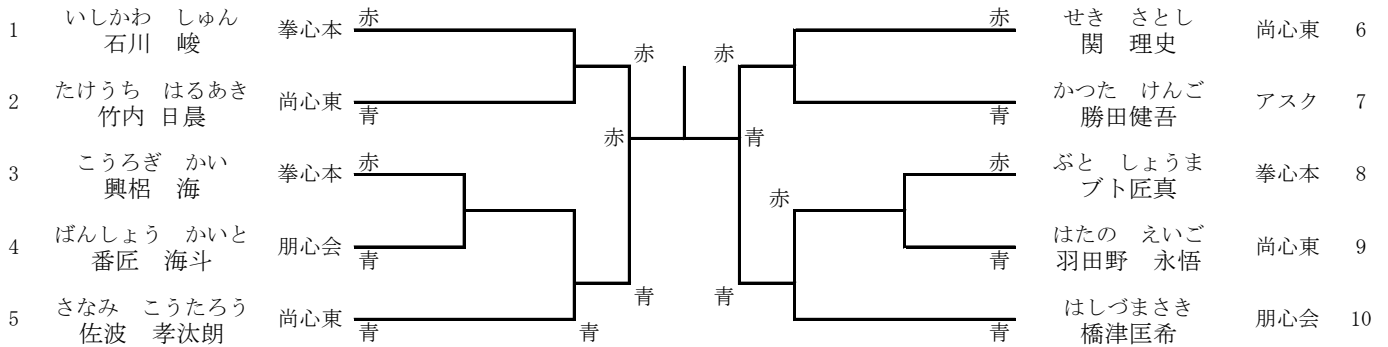 いしかわ　しゅん
1 石川　峻 拳心本 赤
たけうち　はるあき
2 竹内 日晨 尚心東 青
こうろぎ　かい
3 興梠　海 拳心本 赤
ばんしょう　かいと
4 番匠　海斗 朋心会 青
さなみ　こうたろう
5 佐波　孝汰朗 尚心東 青
赤
赤
青
青
赤
青
赤
青
せき　さとし
赤 関　理史 尚心東 6
かつた　けんご
青 勝田健吾 アスク 7
ぶと　しょうま
赤 ブト匠真 拳心本 8
はたの　えいご
青 羽田野　永悟 尚心東 9
はしづまさき
青 橋津匡希 朋心会 10